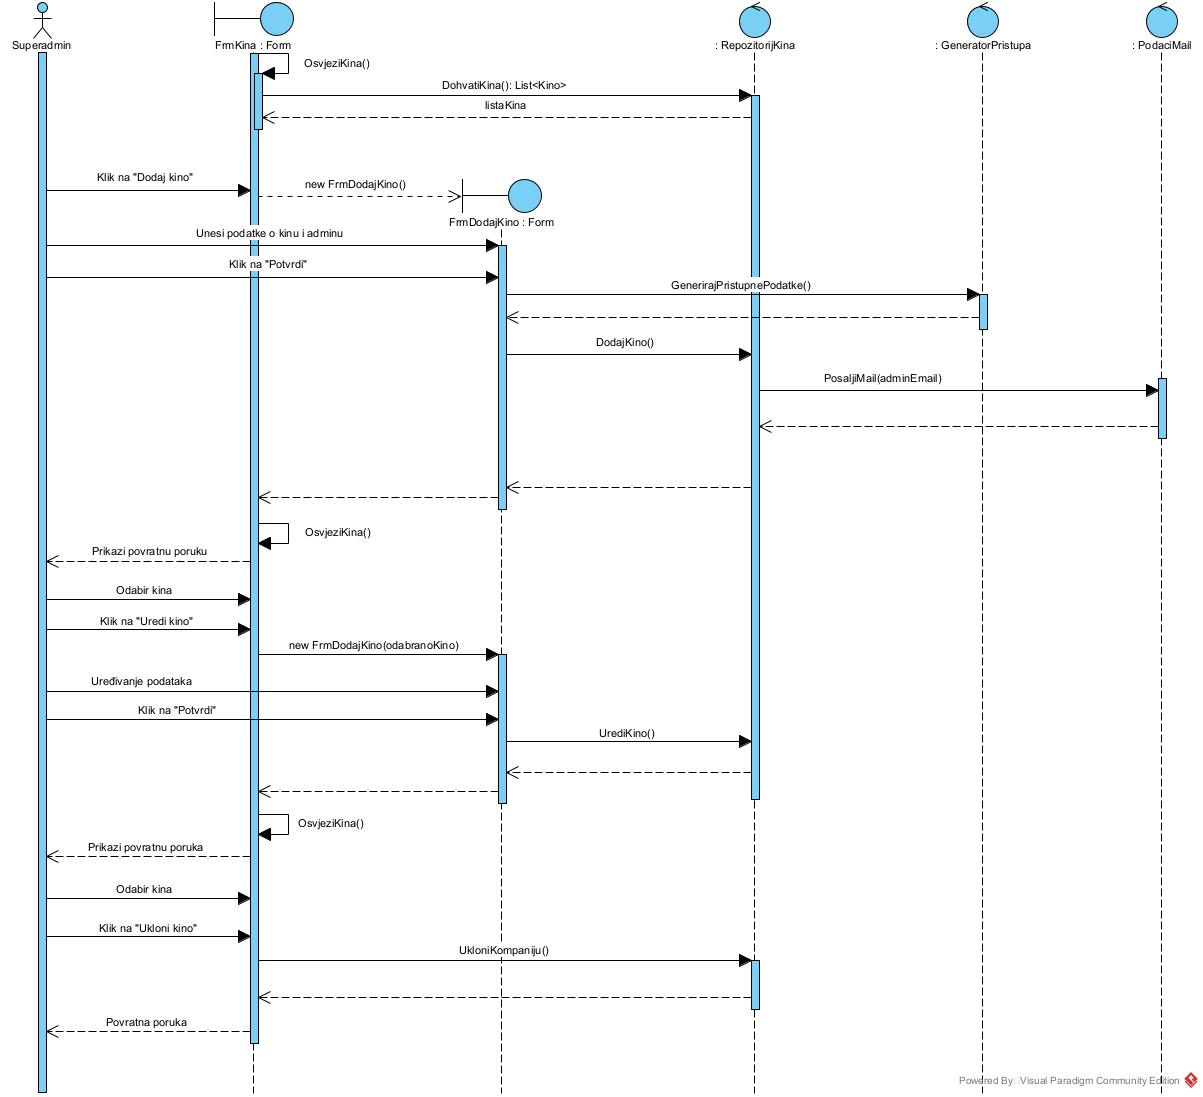 Superadmin
FrmKina : Form
: RepozitorijKina
: GeneratorPristupa
: PodaciMail
OsvjeziKina()
DohvatiKina(): List<Kino>
listaKina
Klik na "Dodaj kino"
new FrmDodajKino()
FrmDodajKino : Form
Unesi podatke o kinu i adminu
Klik na "Potvrdi"
GenerirajPristupnePodatke()
DodajKino()
PosaljiMail(adminEmail)
OsvjeziKina()
Prikazi povratnu poruku
Odabir kina
Klik na "Uredi kino"
new FrmDodajKino(odabranoKino)
Uređivanje podataka
Klik na "Potvrdi"
UrediKino()
OsvjeziKina()
Prikazi povratnu poruka
Odabir kina
Klik na "Ukloni kino"
UkloniKompaniju()
Povratna poruka
Powered By Visual Paradigm Community Edition